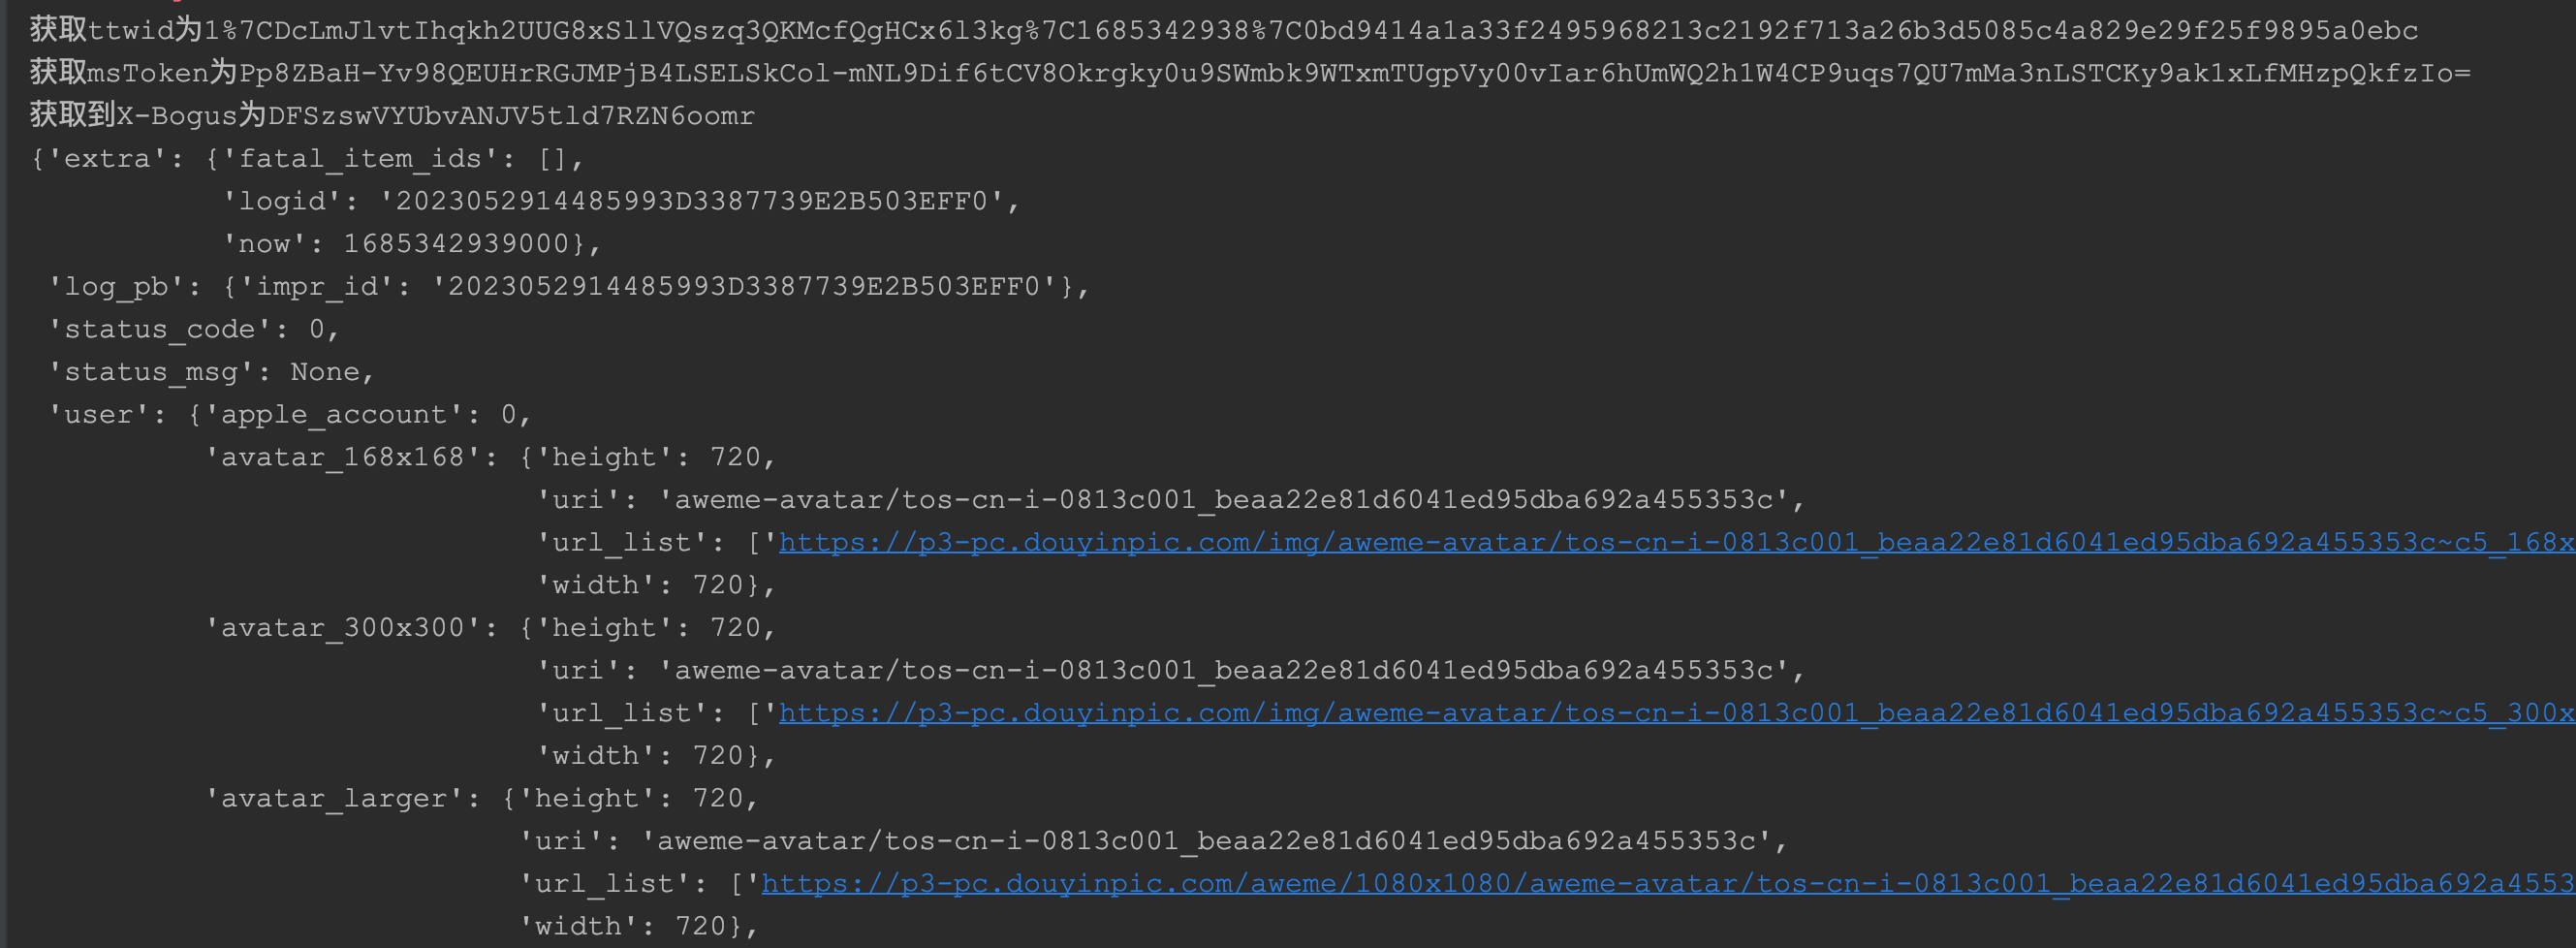 获取ttwid为1%7CDcLmJlvtIhqkh2UUG8xSllVQszq3QKMcfQgHCx6l3kg%7C1685342938%7C0bd9414a1a33f2495968213c2192f713a26b3d5085c4a829e29f25f9895a0ebc
获取msToken为Pp8ZBaH-Yv98QEUHrRGJMPjB4LSELSkCol-mNL9Dif6tCV8Okrgky0u9SWmbk9WTxmTUgpVy00vIar6hUmWQ2h1W4CP9uqs7QU7mMa3nLSTCKy9ak1xLfMHzpQkfzIo=
获取到X-Bogus为DFSzswVYUbvANJV5tld7RZN6oomr
{'extra': {'fatal_item_ids': [],
'logid': '2023052914485993D3387739E2B503EFF0',
'now': 1685342939000},
'log_pb': {'impr_id': '2023052914485993D3387739E2B503EFF0'},
'status_code': 0,
'status_msg': None,
'user': {'apple_account': 0,
'avatar_168x168': {'height': 720,
'uri': 'aweme-avatar/tos-cn-i-0813c001_beaa22e81d6041ed95dba692a455353c',
'url_list': ['https://p3-pc.douyinpic.com/img/aweme-avatar/tos-cn-i-0813c001_beaa22e81d6041ed95dba692a455353c~c5_168x
'width': 720},
'avatar_300x300': {'height': 720,
'uri': 'aweme-avatar/tos-cn-i-0813c001_beaa22e81d6041ed95dba692a455353c',
'url_list': ['https://p3-pc.douyinpic.com/img/aweme-avatar/tos-cn-i-0813c001_beaa22e81d6041ed95dba692a455353c~c5_300x
'width': 720},
'avatar_larger': {'height': 720,
'uri': 'aweme-avatar/tos-cn-i-0813c001_beaa22e81d6041ed95dba692a455353c',
'url_list': ['https://p3-pc.douyinpic.com/aweme/1080x1080/aweme-avatar/tos-cn-i-0813c001_beaa22e81d6041ed95dba692a4553
'width': 720},